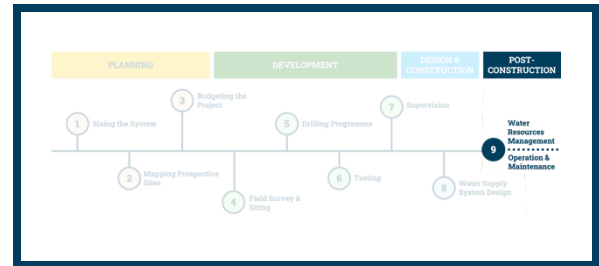 PLANNING
DEVELOPMENT
DESIGN &
CONSTRUCTION
POST-
CONSTRUCTION
3
Budgeting the
Project
7
Supervision
1
Sizing the System
5
Drilling Programme
Water
Resources
Management
9
Operation &
Maintenance
2
Mapping Prospective
Sites
6
Testing
8
Water Supply
System Design
4
Field Survey &
Siting